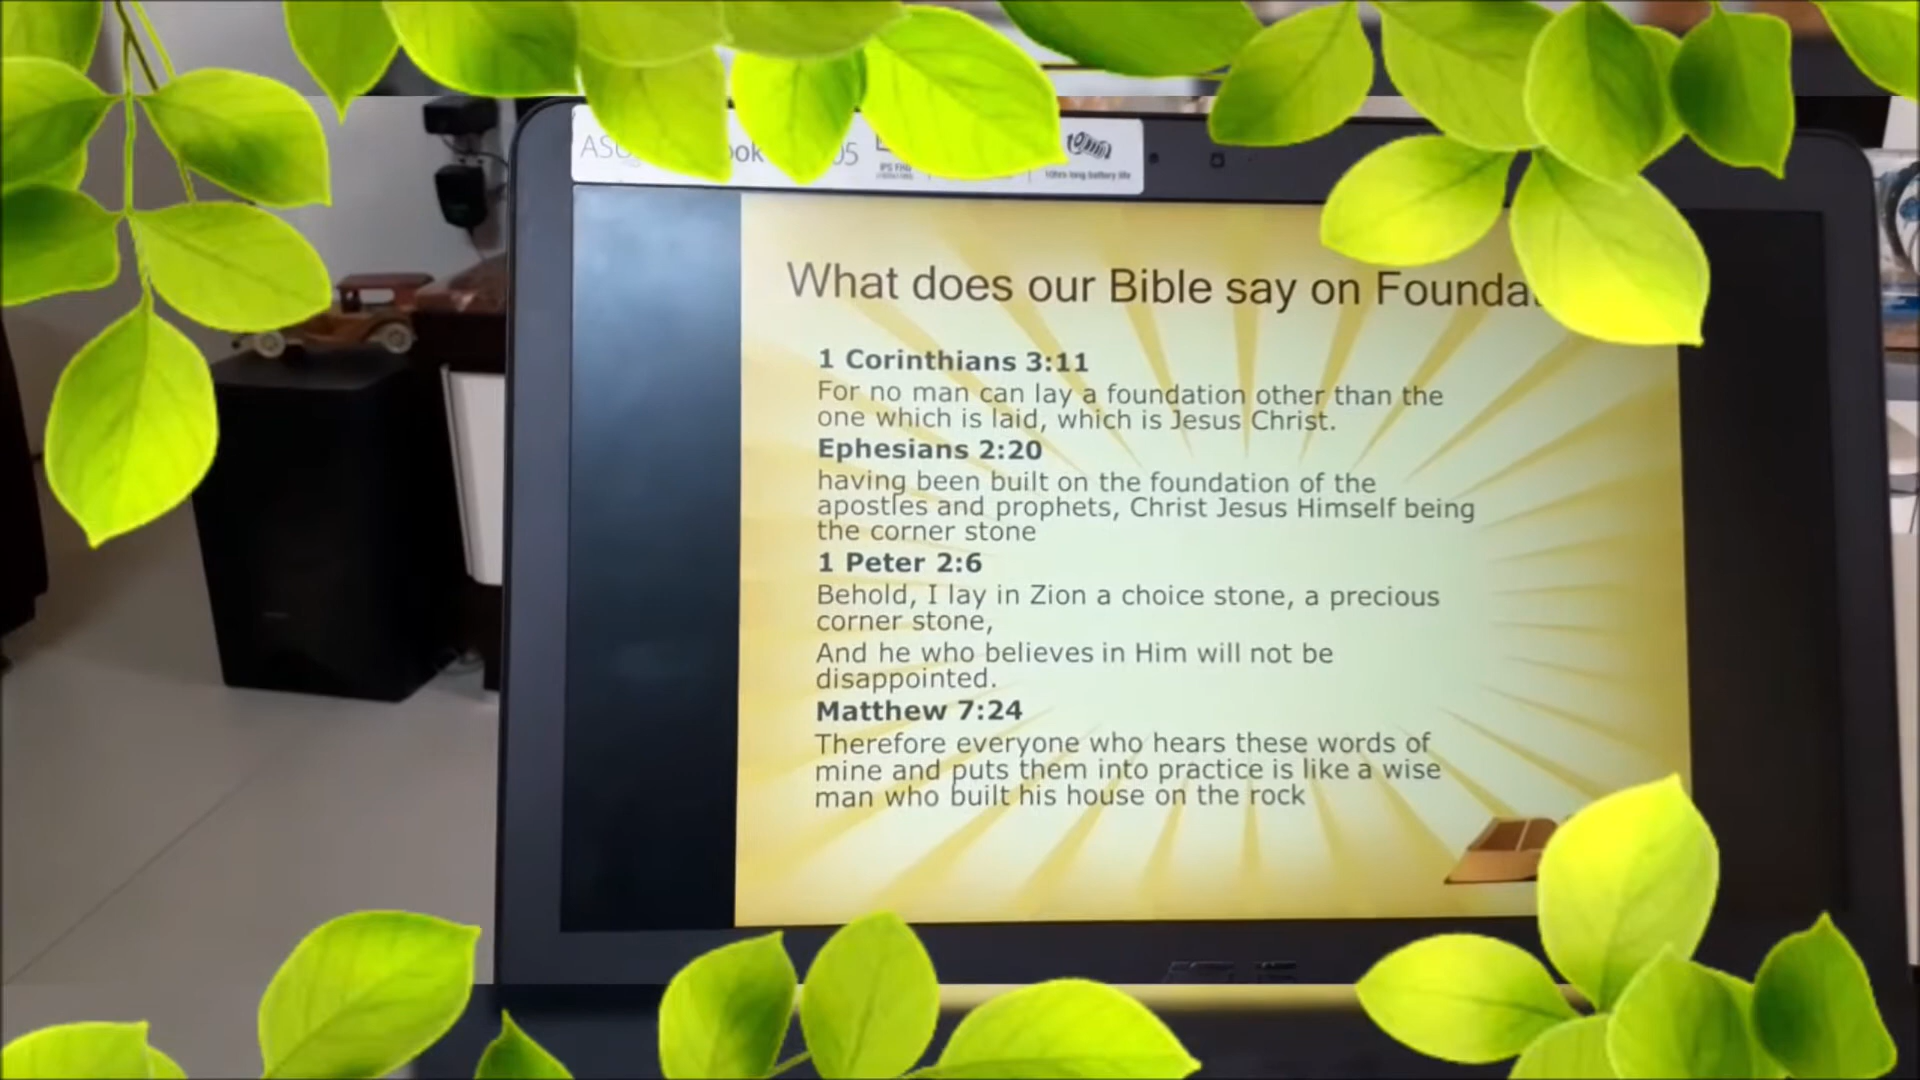 05
10hrs long battery life
What does our Bible say on
1 Corinthians 3:11
For no man can lay a foundation other than the
one which is laid, which is Jesus Christ.
Ephesians 2:20
having been built on the foundation of the
apostles and prophets, Christ Jesus Himself being
the corner stone
1 Peter 2:6
Behold, I lay in Zion a choice stone, a precious
corner stone,
And he who believes in Him will not be
disappointed.
Matthew 7:24
Therefore everyone who hears these words of
mine and puts them into practice is like a wise
man who built his house on the rock